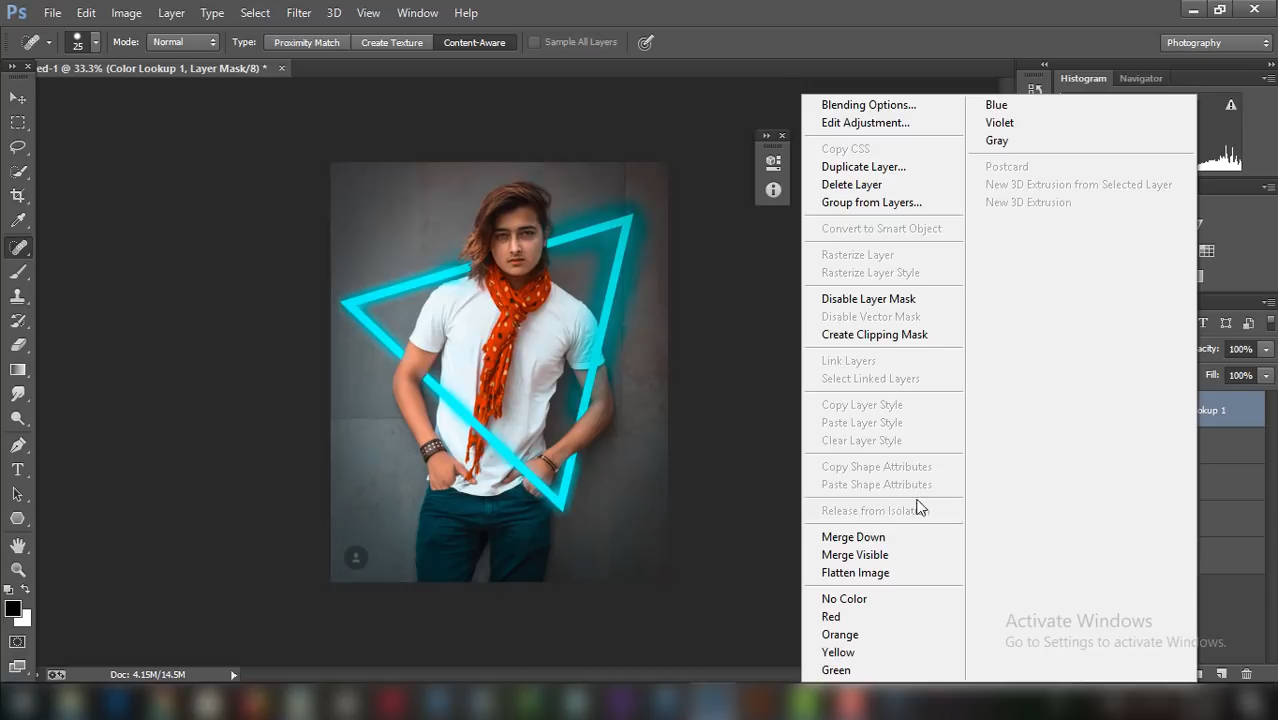 Ps File Edit Image Layer Type Select Filter 3D View Window Help
25 Mode: Normal Type: Proximity Match Create Texture Content-Aware Sample All Layers Photography
ed-1 @ 33.3% (Color Lookup 1, Layer Mask/8) *
Histogram Navigator
Blending Options...
Edit Adjustment...
Copy CSS
Duplicate Layer...
Delete Layer
Group from Layers...
Convert to Smart Object
Rasterize Layer
Rasterize Layer Style
Disable Layer Mask
Disable Vector Mask
Create Clipping Mask
Link Layers
Select Linked Layers
Copy Layer Style
Paste Layer Style
Clear Layer Style
Copy Shape Attributes
Paste Shape Attributes
Release from
Merge Down
Merge Visible
Flatten Image
No Color
Red
Orange
Yellow
Green
Blue
Violet
Gray
Postcard
New 3D Extrusion from Selected Layer
New 3D Extrusion
acity: 100%
Fill: 100%
okup 1
Activate Windows
Go to Settings to activate Windows.
Doc: 4.15M/14.5M